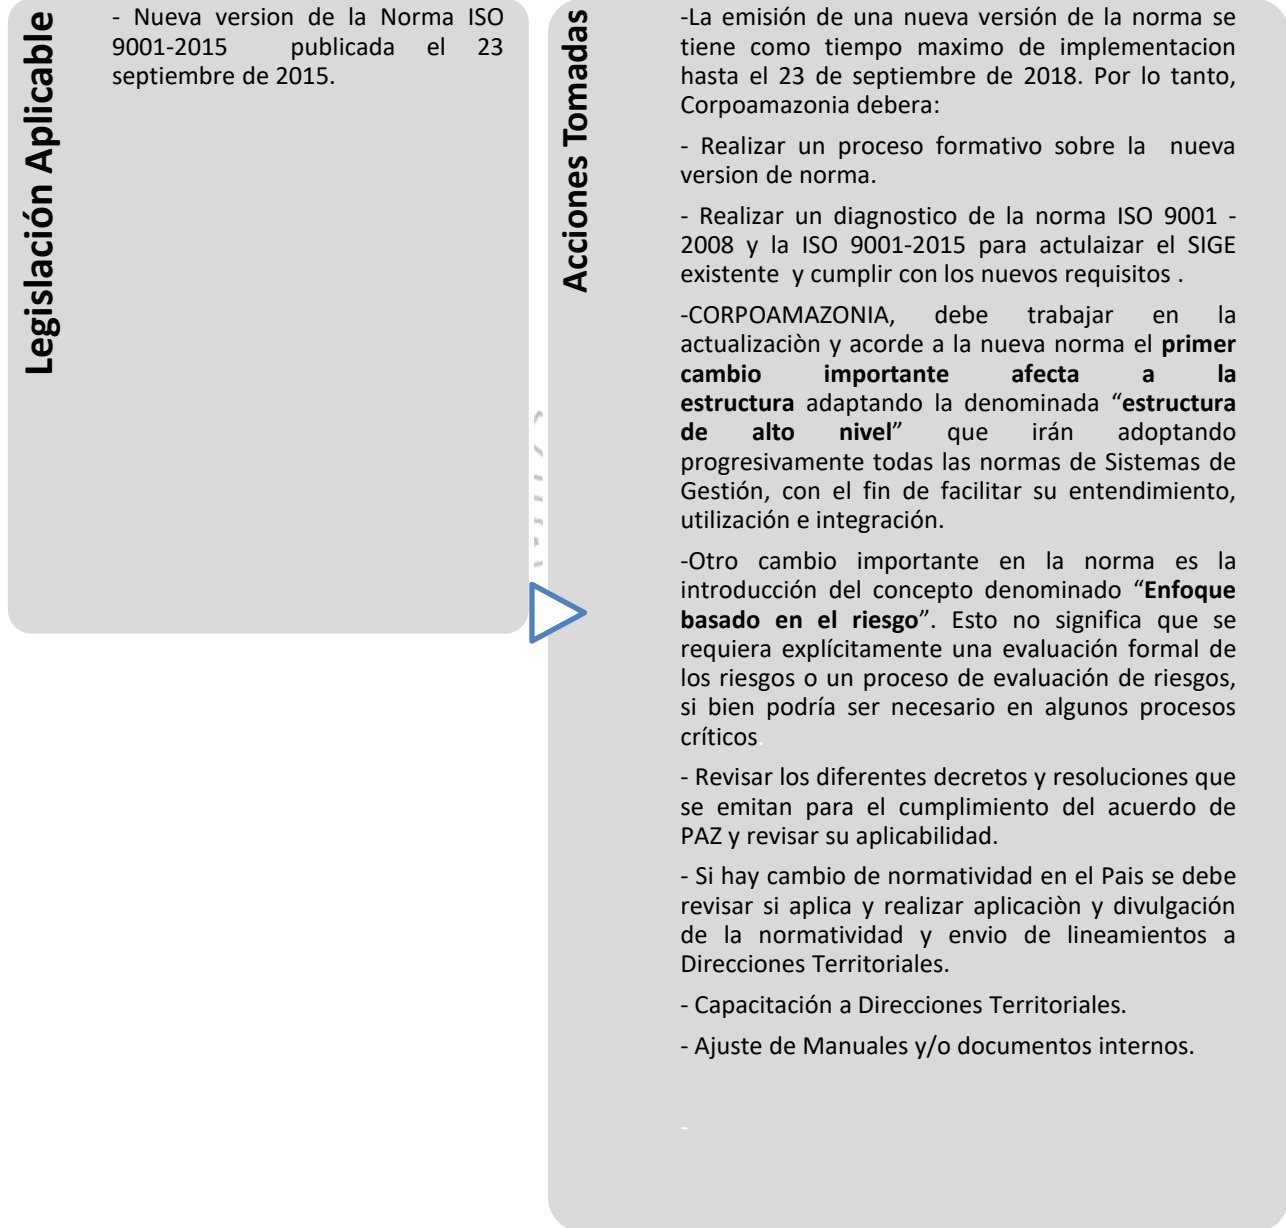 Legislación Aplicable
- Nueva version de la Norma ISO
9001-2015 publicada el 23
septiembre de 2015.
Acciones Tomadas
-La emisión de una nueva versión de la norma se
tiene como tiempo maximo de implementacion
hasta el 23 de septiembre de 2018. Por lo tanto,
Corpoamazonia debera:
- Realizar un proceso formativo sobre la nueva
version de norma.
- Realizar un diagnostico de la norma ISO 9001 -
2008 y la ISO 9001-2015 para actulaizar el SIGE
existente y cumplir con los nuevos requisitos .
-CORPOAMAZONIA, debe trabajar en la
actualizaciòn y acorde a la nueva norma el primer
cambio importante afecta a la
estructura adaptando la denominada “estructura
de alto nivel” que irán adoptando
progresivamente todas las normas de Sistemas de
Gestión, con el fin de facilitar su entendimiento,
utilización e integración.
-Otro cambio importante en la norma es la
introducción del concepto denominado “Enfoque
basado en el riesgo”. Esto no significa que se
requiera explícitamente una evaluación formal de
los riesgos o un proceso de evaluación de riesgos,
si bien podría ser necesario en algunos procesos
críticos.
- Revisar los diferentes decretos y resoluciones que
se emitan para el cumplimiento del acuerdo de
PAZ y revisar su aplicabilidad.
- Si hay cambio de normatividad en el Pais se debe
revisar si aplica y realizar aplicaciòn y divulgación
de la normatividad y envio de lineamientos a
Direcciones Territoriales.
- Capacitación a Direcciones Territoriales.
- Ajuste de Manuales y/o documentos internos.
-